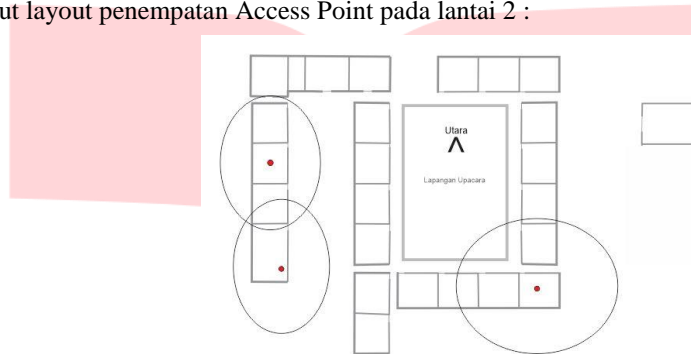 ut layout penempatan Access Point pada lantai 2 :
Utara
Lapangan Upacara